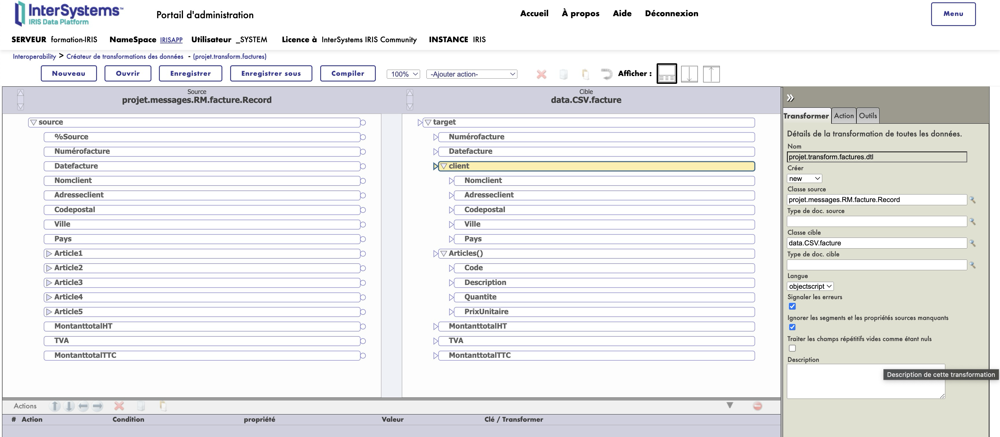 InterSystems™
IRIS Data Platform
Portail d'administration
Accueil À propos Aide Déconnexion
Menu
SERVEUR formation-IRIS NameSpace IRISAPP Utilisateur _SYSTEM Licence à InterSystems IRIS Community INSTANCE IRIS
Interoperability > Créateur de transformations des données - (projet.transform.factures)
Nouveau Ouvrir Enregistrer Enregistrer sous Compiler 100% -Ajouter action- Afficher :
Source
projet.messages.RM.facture.Record
source
%Source
Numérofacture
Datefacture
Nomclient
Adresseclient
Codepostal
Ville
Pays
Article1
Article2
Article3
Article4
Article5
MontanttotalHT
TVA
MontanttotalTTC
Cible
data.CSV.facture
target
Numérofacture
Datefacture
client
Nomclient
Adresseclient
Codepostal
Ville
Pays
Articles()
Code
Description
Quantite
PrixUnitaire
MontanttotalHT
TVA
MontanttotalTTC
Transformer Action Outils
Détails de la transformation de toutes les données.
Nom
projet.transform.factures.dtl
Créer
new
Classe source
projet.messages.RM.facture.Record
Type de doc. source
Classe cible
data.CSV.facture
Type de doc. cible
Langue
objectscript
Signaler les erreurs
Ignorer les segments et les propriétés sources manquants
Traiter les champs répétitifs vides comme étant nuls
Description
Description de cette transformation
Actions
# Action Condition propriété Valeur Clé / Transformer